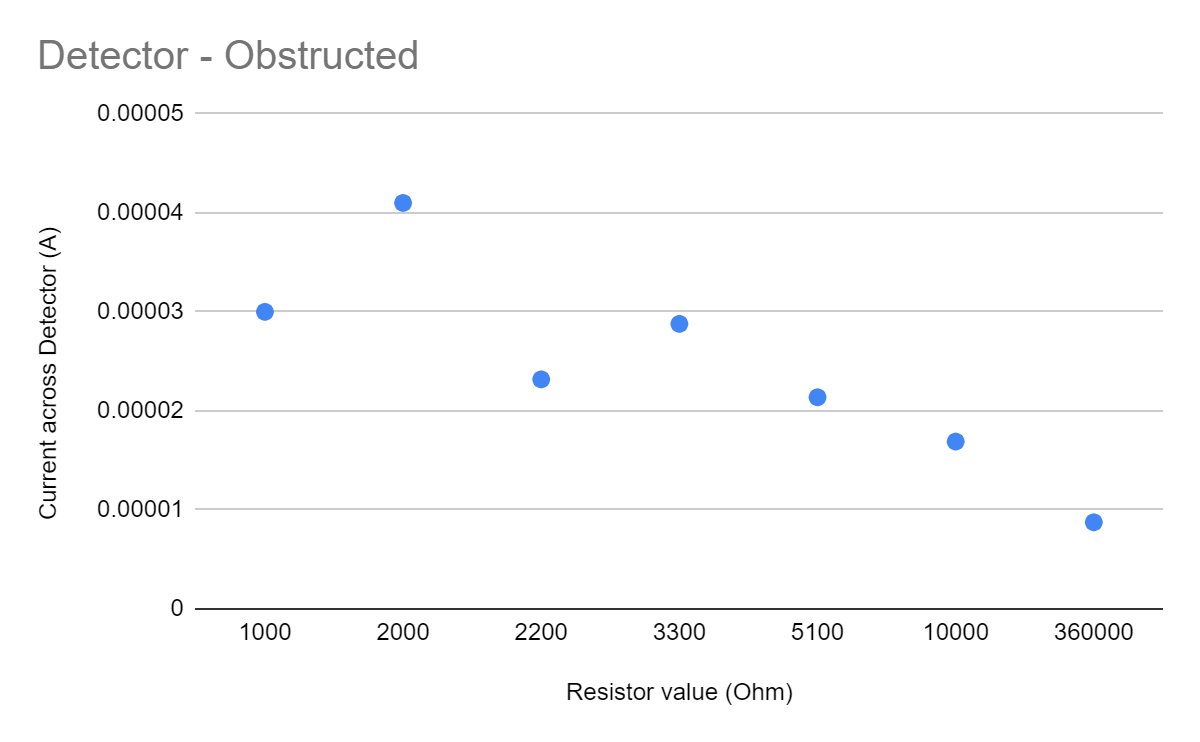 Detector - Obstructed
0.00005
0.00004
0.00003
0.00002
0.00001
0
Current across Detector (A)
1000 2000 2200 3300 5100 10000 360000
Resistor value (Ohm)